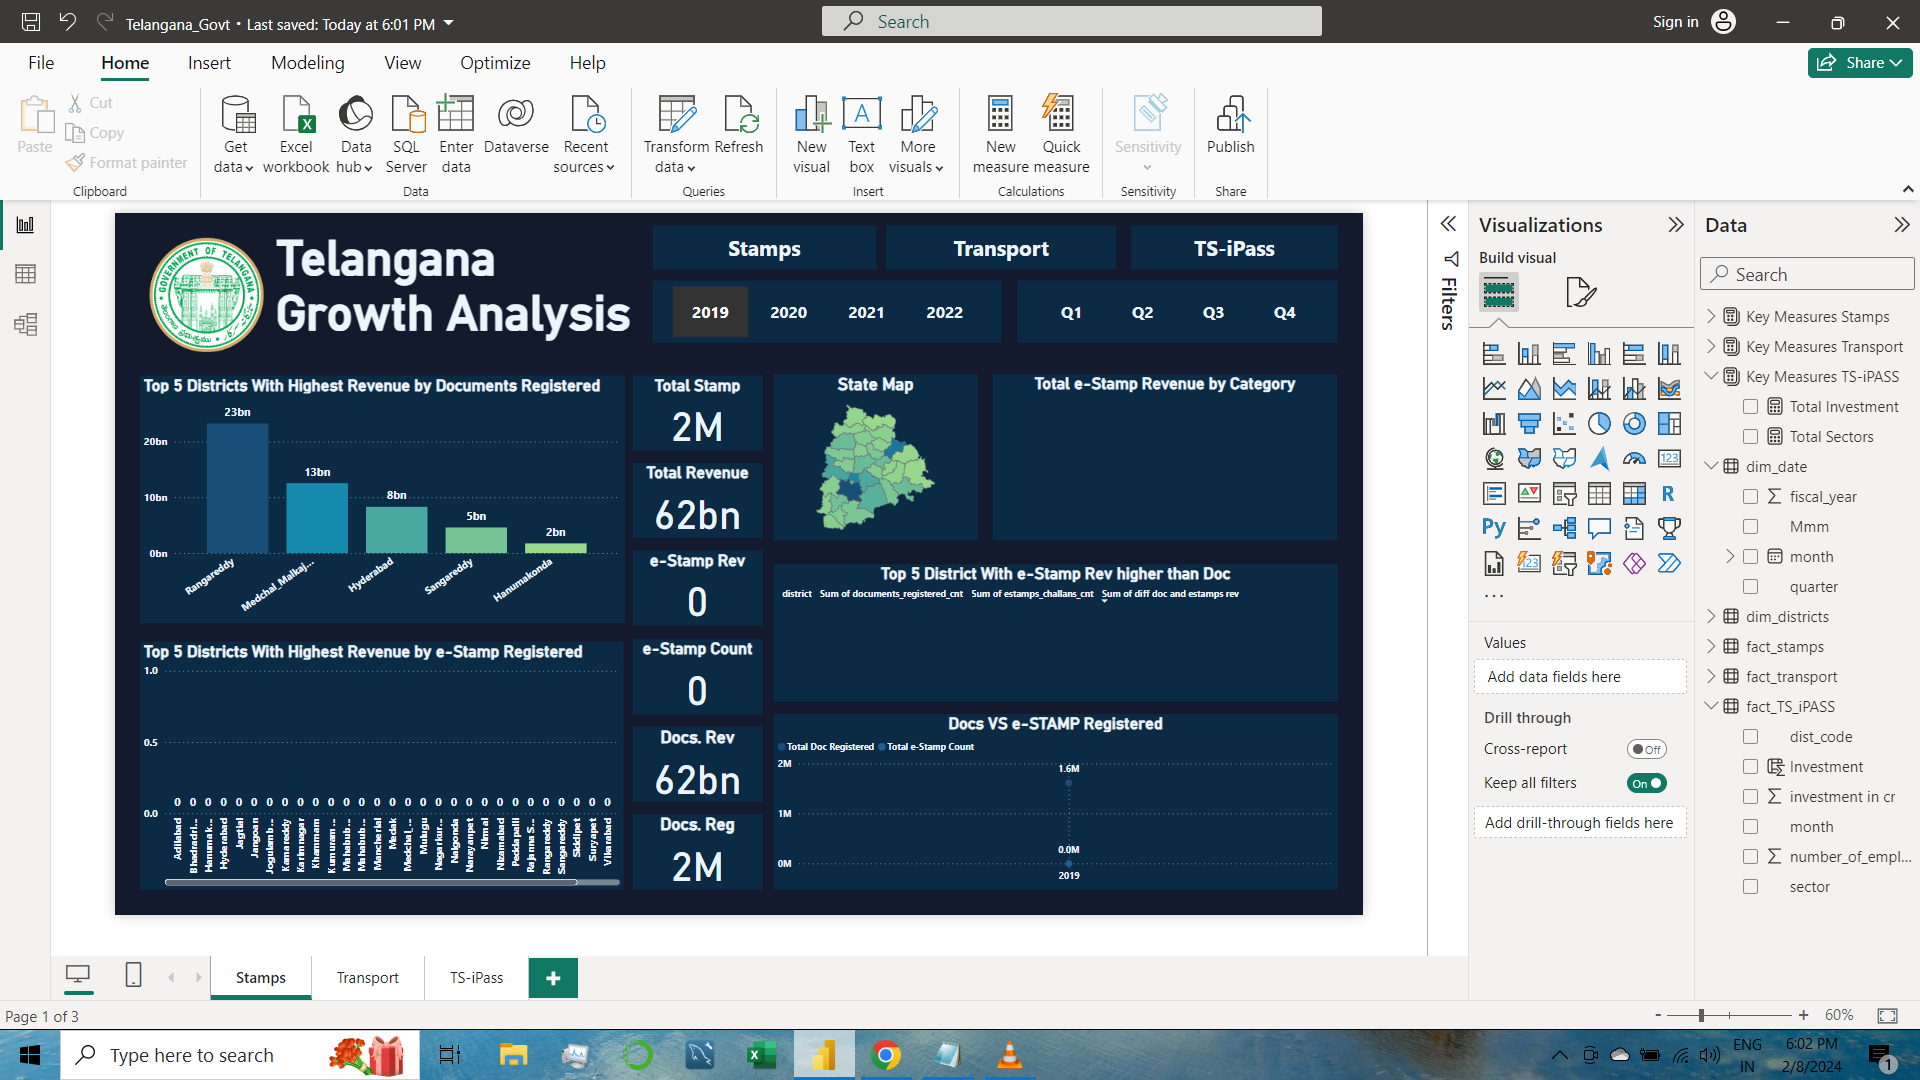 Telangana_Govt • Last saved: Today at 6:01 PM
Search
Sign in
File Home Insert Modeling View Optimize Help
Share
Paste
Cut
Copy
Format painter
Clipboard
Get data
Excel workbook
Data hub
SQL Server
Enter data
Dataverse
Recent sources
Data
Transform data
Refresh
Queries
New visual
Text box
More visuals
Insert
New measure
Quick measure
Calculations
Sensitivity
Sensitivity
Publish
Share
GOVERNMENT OF TELANGANA
Telangana
Growth Analysis
Stamps Transport TS-iPass
2019 2020 2021 2022
Q1 Q2 Q3 Q4
Top 5 Districts With Highest Revenue by Documents Registered
20bn
10bn
0bn
23bn
13bn
8bn
5bn
2bn
Rangareddy
Medchal_Malkaj...
Hyderabad
Sangareddy
Hanumakonda
Top 5 Districts With Highest Revenue by e-Stamp Registered
1.0
0.5
0.0
0 0 0 0 0 0 0 0 0 0 0 0 0 0 0 0 0 0 0 0 0 0 0 0 0 0 0 0 0
Adilabad
Bhadradri...
Hanumak...
Hyderabad
Jagtial
Jangoan
Jogulamb...
Kamareddy
Karimnagar
Khammam
Kumuram...
Mahabub...
Mahabub...
Mancherial
Medak
Medchal_...
Mulugu
Nagarkur...
Nalgonda
Narayanpet
Nirmal
Nizamabad
Peddapalli
Rajanna S...
Rangareddy
Sangareddy
Siddipet
Suryapet
Vikarabad
Total Stamp
2M
Total Revenue
62bn
e-Stamp Rev
0
e-Stamp Count
0
Docs. Rev
62bn
Docs. Reg
2M
State Map
Total e-Stamp Revenue by Category
Top 5 District With e-Stamp Rev higher than Doc
district Sum of documents_registered_cnt Sum of estamps_challans_cnt Sum of diff doc and estamps rev
Docs VS e-STAMP Registered
Total Doc Registered Total e-Stamp Count
2M
1M
0M
1.6M
0.0M
2019
Filters
Visualizations
Build visual
123
R
Py
123
...
Values
Add data fields here
Drill through
Cross-report
Off
Keep all filters
On
Add drill-through fields here
Data
Search
Key Measures Stamps
Key Measures Transport
Key Measures TS-iPASS
Total Investment
Total Sectors
dim_date
fiscal_year
Mmm
month
quarter
dim_districts
fact_stamps
fact_transport
fact_TS_iPASS
dist_code
Investment
investment in cr
month
number_of_empl...
sector
Stamps Transport TS-iPass
Page 1 of 3
- + 60%
Type here to search
ENG
IN
6:02 PM
2/8/2024
1